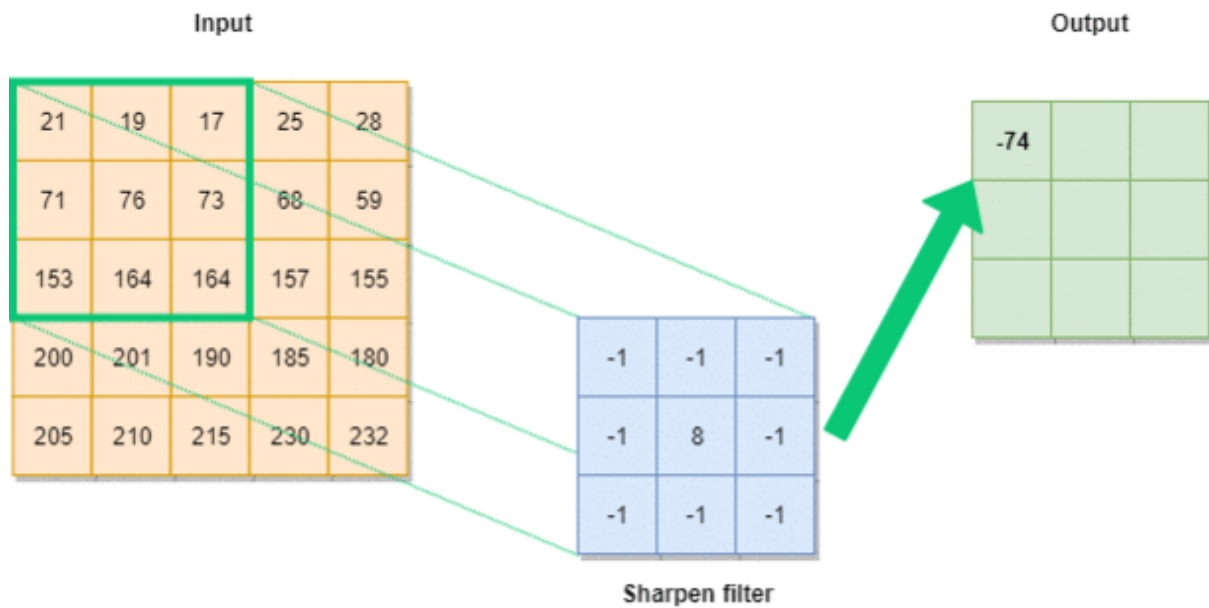 Input
Output
21 19 17 25 28
-74
71 76 73 68 59
153 164 164 157 155
200 201 190 185 180
205 210 215 230 232
-1 -1 -1
-1 8 -1
-1 -1 -1
Sharpen filter